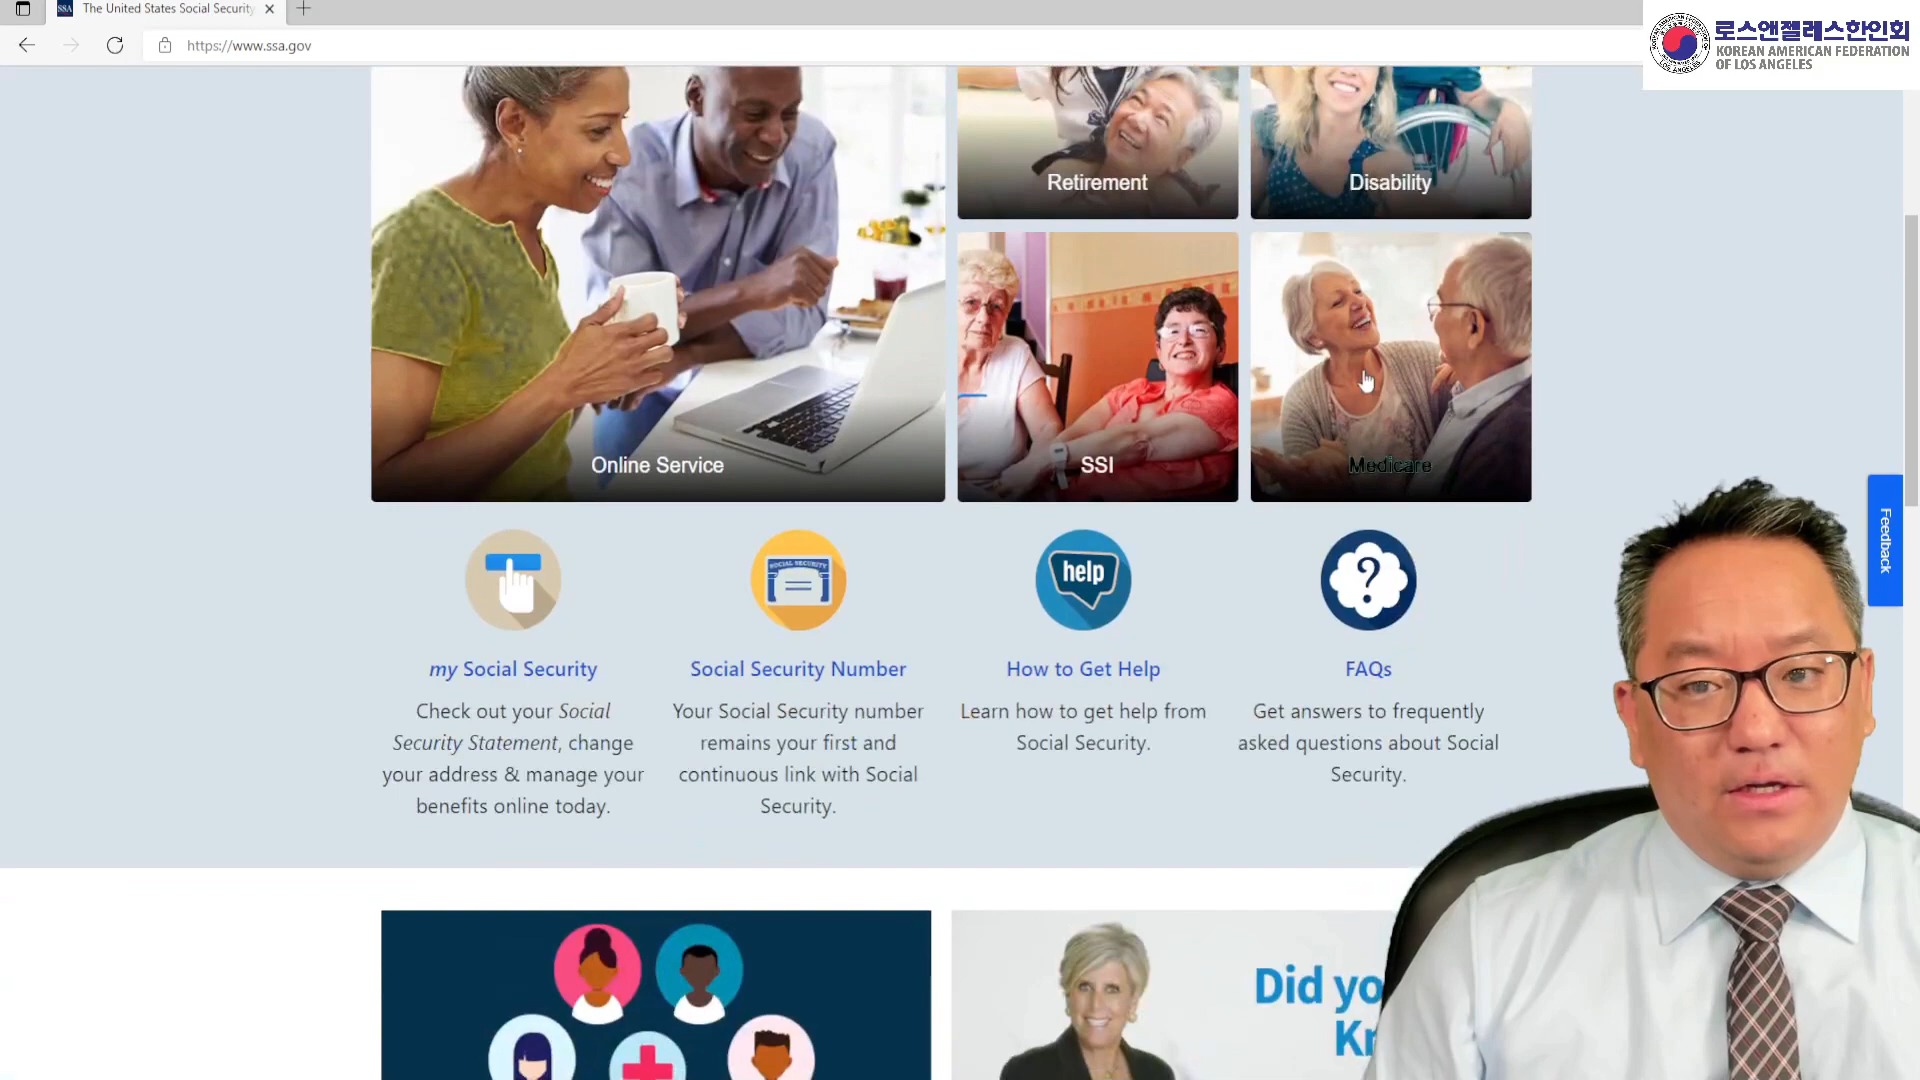 The United States Social Security
https://www.ssa.gov
로스앤젤레스한인회
KOREAN AMERICAN FEDERATION
OF LOS ANGELES
Retirement
Disability
Online Service
SSI
Medicare
Feedback
SOCIAL SECURITY
help
?
my Social Security
Check out your Social
Security Statement, change
your address & manage your
benefits online today.
Social Security Number
Your Social Security number
remains your first and
continuous link with Social
Security.
How to Get Help
Learn how to get help from
Social Security.
FAQs
Get answers to frequently
asked questions about Social
Security.
Did yo
Kr